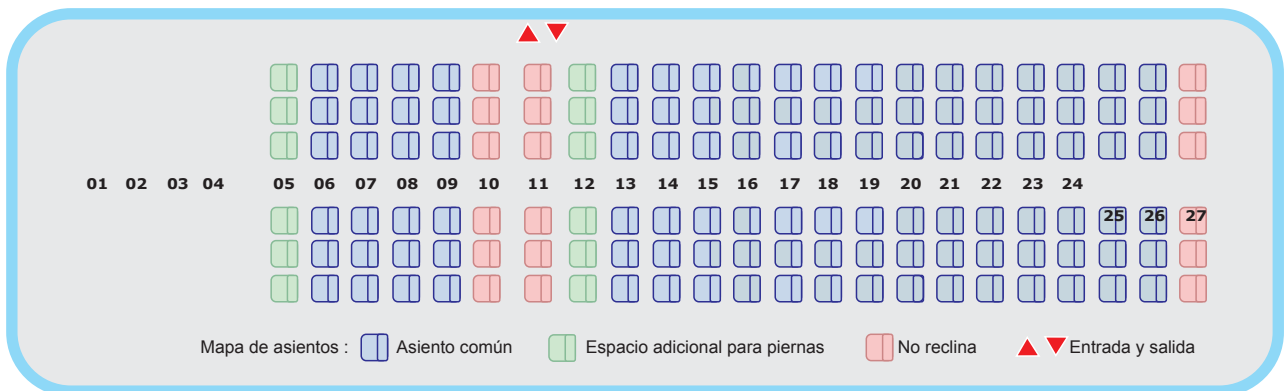 01 02 03 04 05 06 07 08 09 10 11 12 13 14 15 16 17 18 19 20 21 22 23 24
25 26 27
Mapa de asientos : Asiento común Espacio adicional para piernas No reclina Entrada y salida